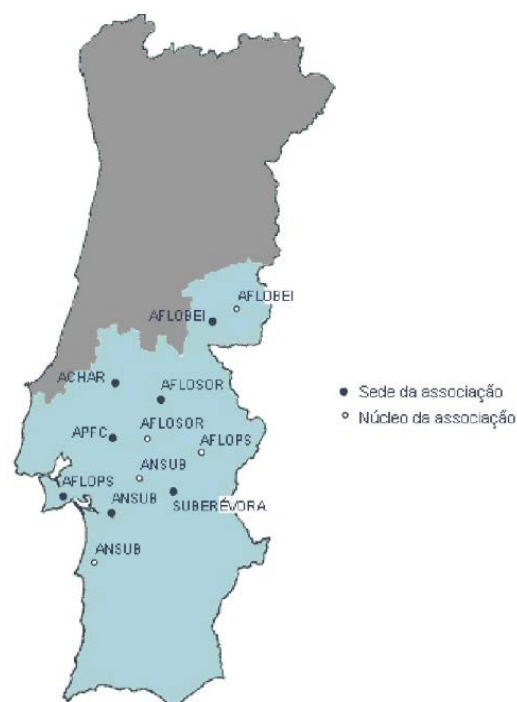 AFLOBEI
AFLOBEI
ACHAR
AFLOSOR
Sede da associação
APFC
AFLOSOR
Núcleo da associação
AFLOPS
ANSUB
AFLOPS
ANSUB
SUBERÉVORA
ANSUB